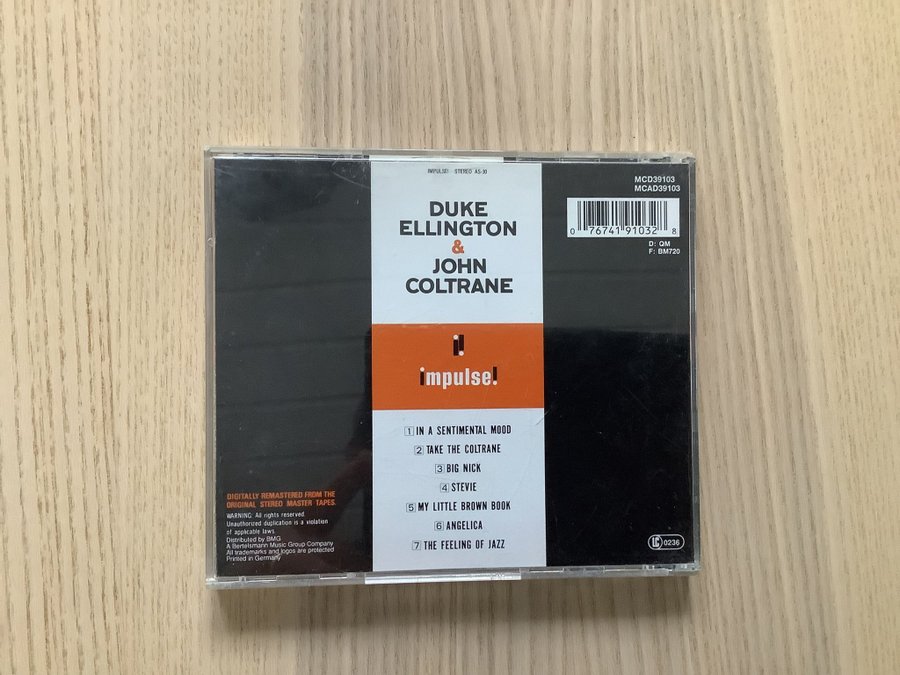 IMPULSE! STEREO AS-30
DUKE
ELLINGTON
&
JOHN
COLTRANE
impulse!
1 IN A SENTIMENTAL MOOD
2 TAKE THE COLTRANE
3 BIG NICK
4 STEVIE
5 MY LITTLE BROWN BOOK
6 ANGELICA
7 THE FEELING OF JAZZ
MCD39103
MCAD39103
0 76741 91032 8
D: QM
F: BM720
DIGITALLY REMASTERED FROM THE
ORIGINAL STEREO MASTER TAPES.
WARNING: All rights reserved.
Unauthorized duplication is a violation
of applicable laws.
Distributed by BMG
A Bertelsmann Music Group Company
All trademarks and logos are protected
Printed in Germany
LC 0236